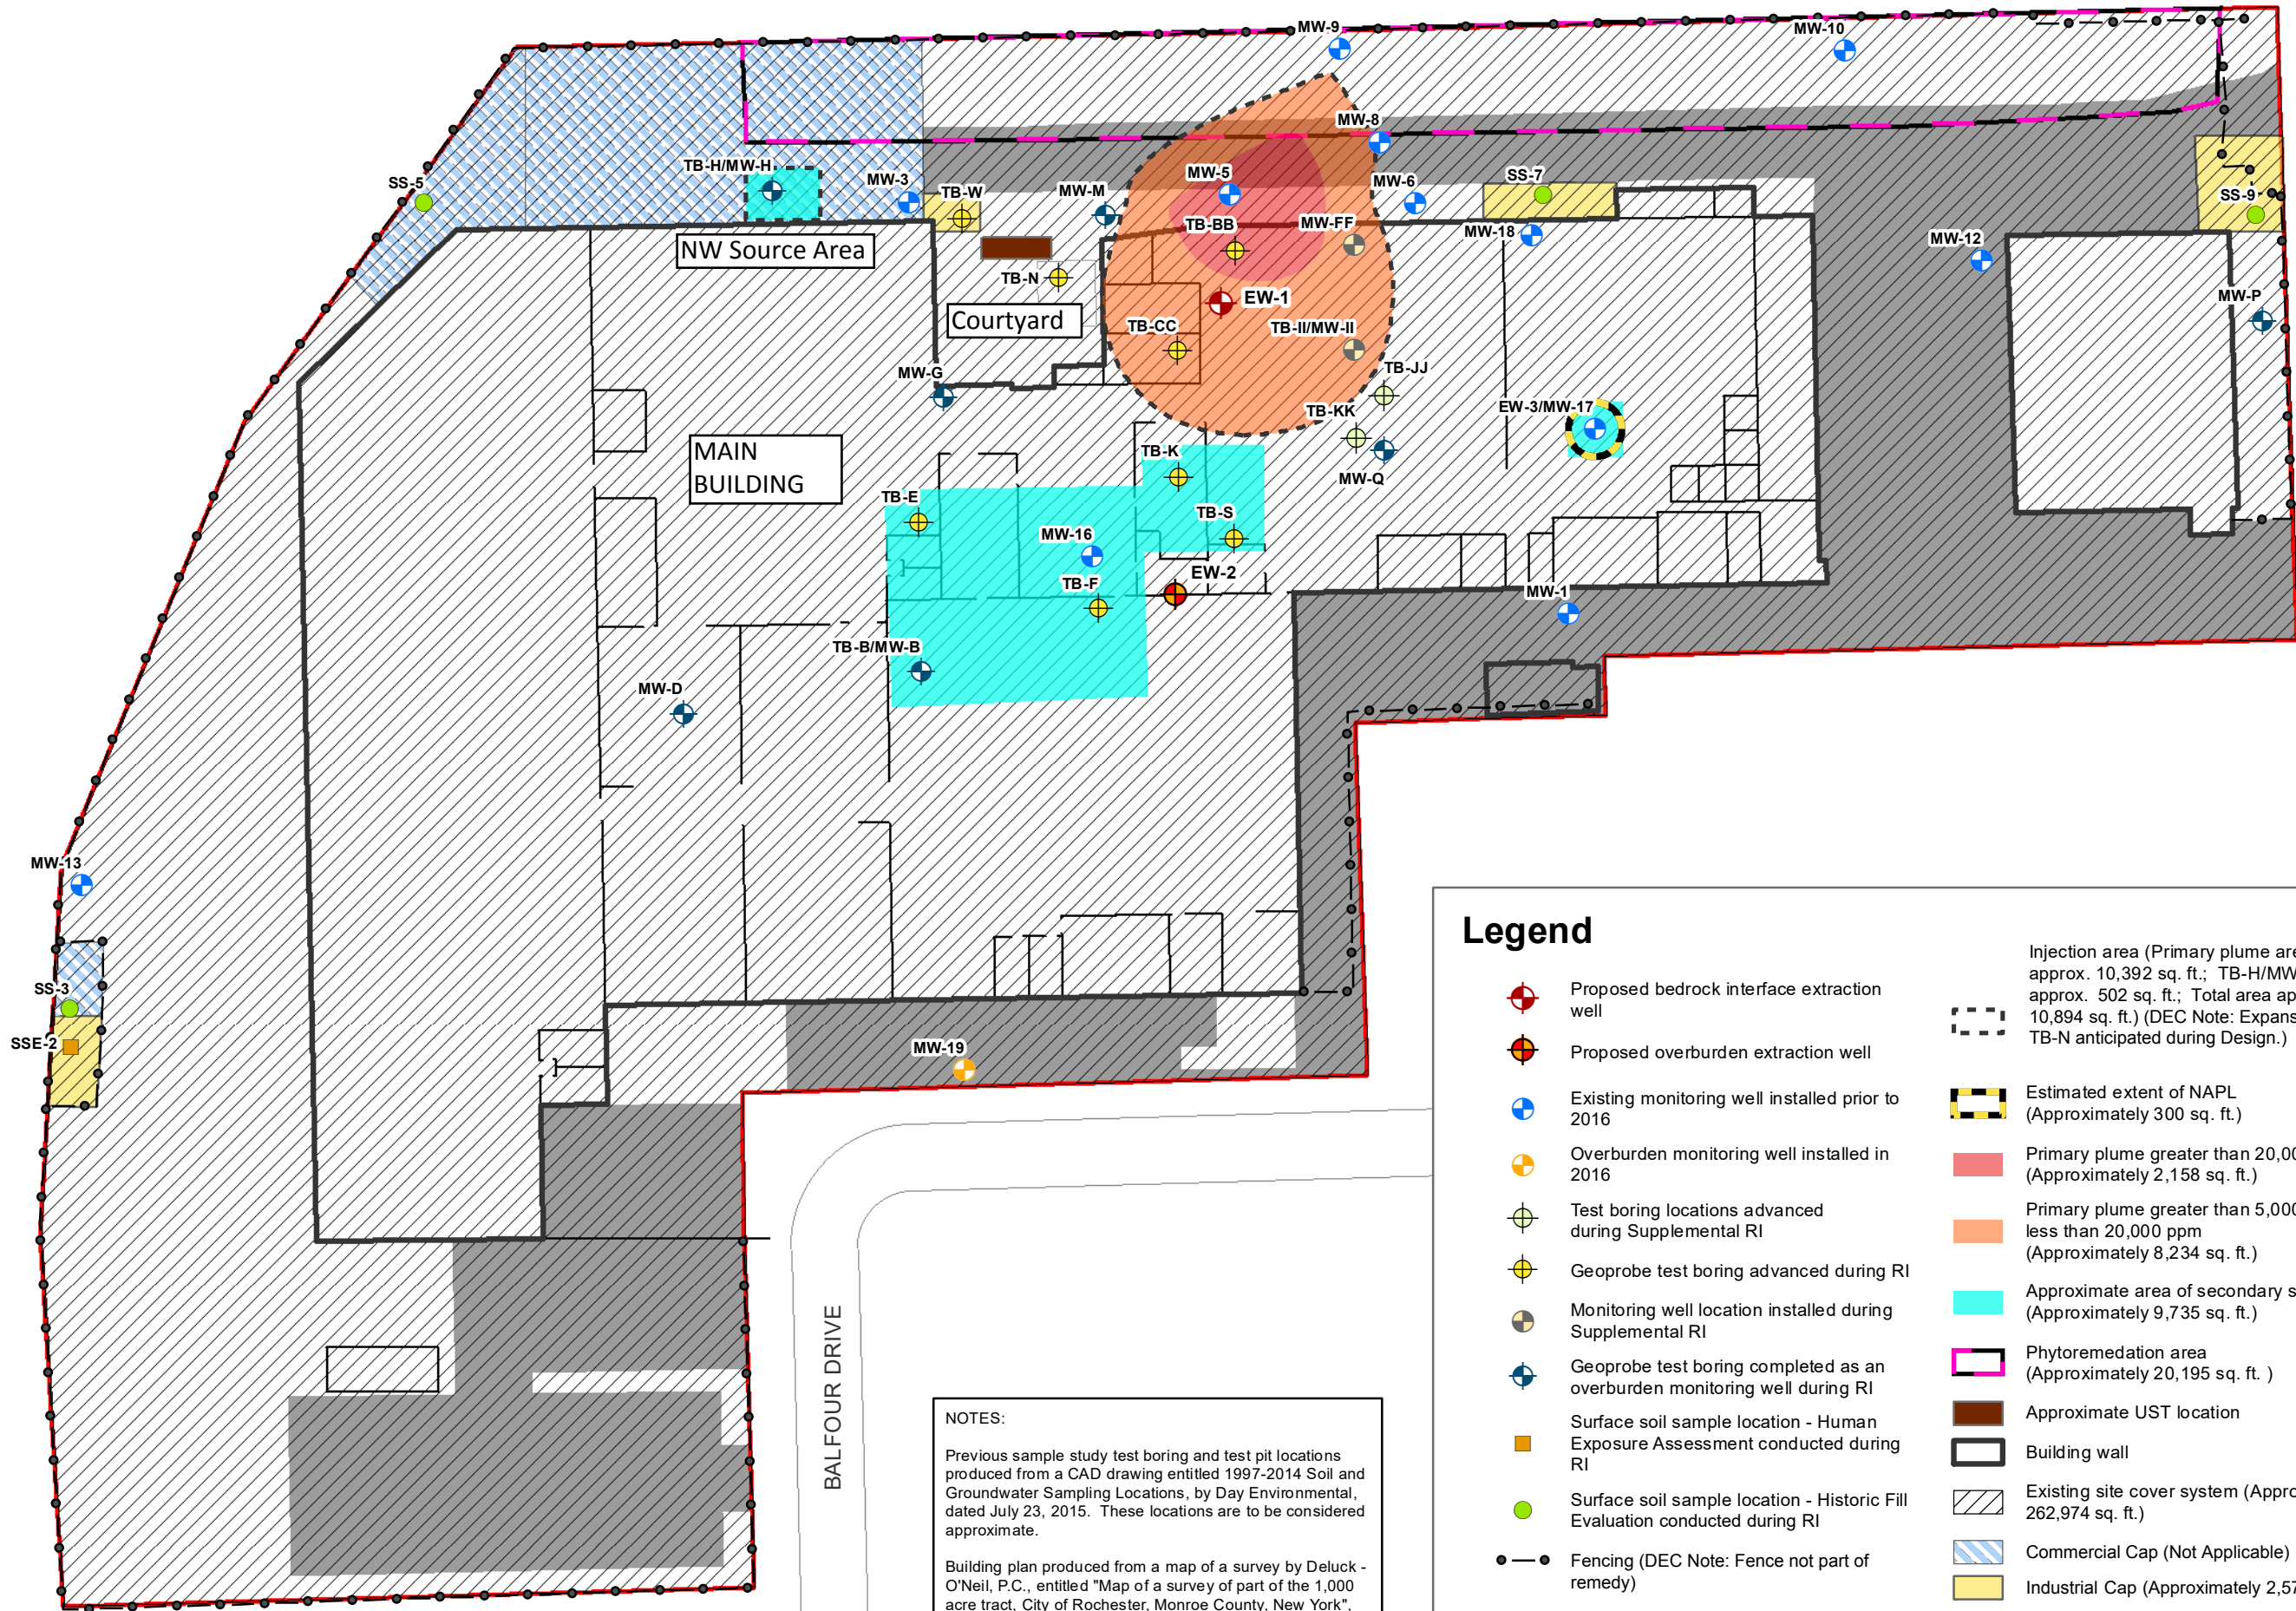 MW-9
MW-10
MW-8
TB-H/MW-H
SS-5
MW-3
TB-W
MW-M
MW-5
MW-6
SS-7
SS-9
TB-BB
MW-FF
MW-18
MW-12
NW Source Area
TB-N
EW-1
MW-P
Courtyard
TB-CC
TB-II/MW-II
MW-G
TB-JJ
TB-KK
EW-3/MW-17
MAIN
BUILDING
TB-K
MW-Q
TB-E
TB-S
MW-16
EW-2
TB-F
MW-1
TB-B/MW-B
MW-D
MW-13
SS-3
SSE-2
MW-19
BALFOUR DRIVE
NOTES:
Previous sample study test boring and test pit locations
produced from a CAD drawing entitled 1997-2014 Soil and
Groundwater Sampling Locations, by Day Environmental,
dated July 23, 2015. These locations are to be considered
approximate.
Building plan produced from a map of a survey by Deluck -
O'Neil, P.C., entitled "Map of a survey of part of the 1,000
acre tract, City of Rochester, Monroe County, New York",
Legend
Proposed bedrock interface extraction
well
Proposed overburden extraction well
Existing monitoring well installed prior to
2016
Overburden monitoring well installed in
2016
Test boring locations advanced
during Supplemental RI
Geoprobe test boring advanced during RI
Monitoring well location installed during
Supplemental RI
Geoprobe test boring completed as an
overburden monitoring well during RI
Surface soil sample location - Human
Exposure Assessment conducted during
RI
Surface soil sample location - Historic Fill
Evaluation conducted during RI
Fencing (DEC Note: Fence not part of
remedy)
Injection area (Primary plume are
approx. 10,392 sq. ft.; TB-H/MW
approx. 502 sq. ft.; Total area ap
10,894 sq. ft.) (DEC Note: Expans
TB-N anticipated during Design.)
Estimated extent of NAPL
(Approximately 300 sq. ft.)
Primary plume greater than 20,00
(Approximately 2,158 sq. ft.)
Primary plume greater than 5,000
less than 20,000 ppm
(Approximately 8,234 sq. ft.)
Approximate area of secondary s
(Approximately 9,735 sq. ft.)
Phytoremedation area
(Approximately 20,195 sq. ft. )
Approximate UST location
Building wall
Existing site cover system (Appro
262,974 sq. ft.)
Commercial Cap (Not Applicable)
Industrial Cap (Approximately 2,57